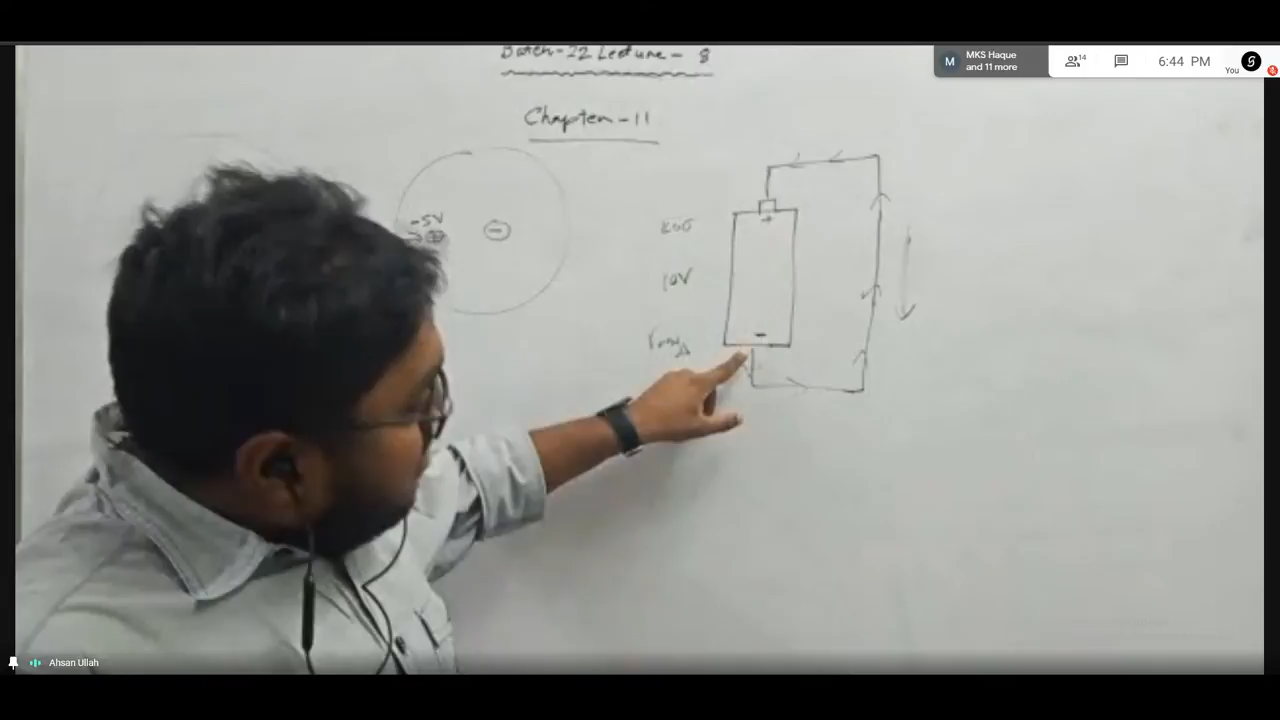 Batch-22 Lecture - 8
Chapter-11
-5V
+
-
10V
+
-
MKS Haque
and 11 more
14
6:44 PM
You
M
Ahsan Ullah